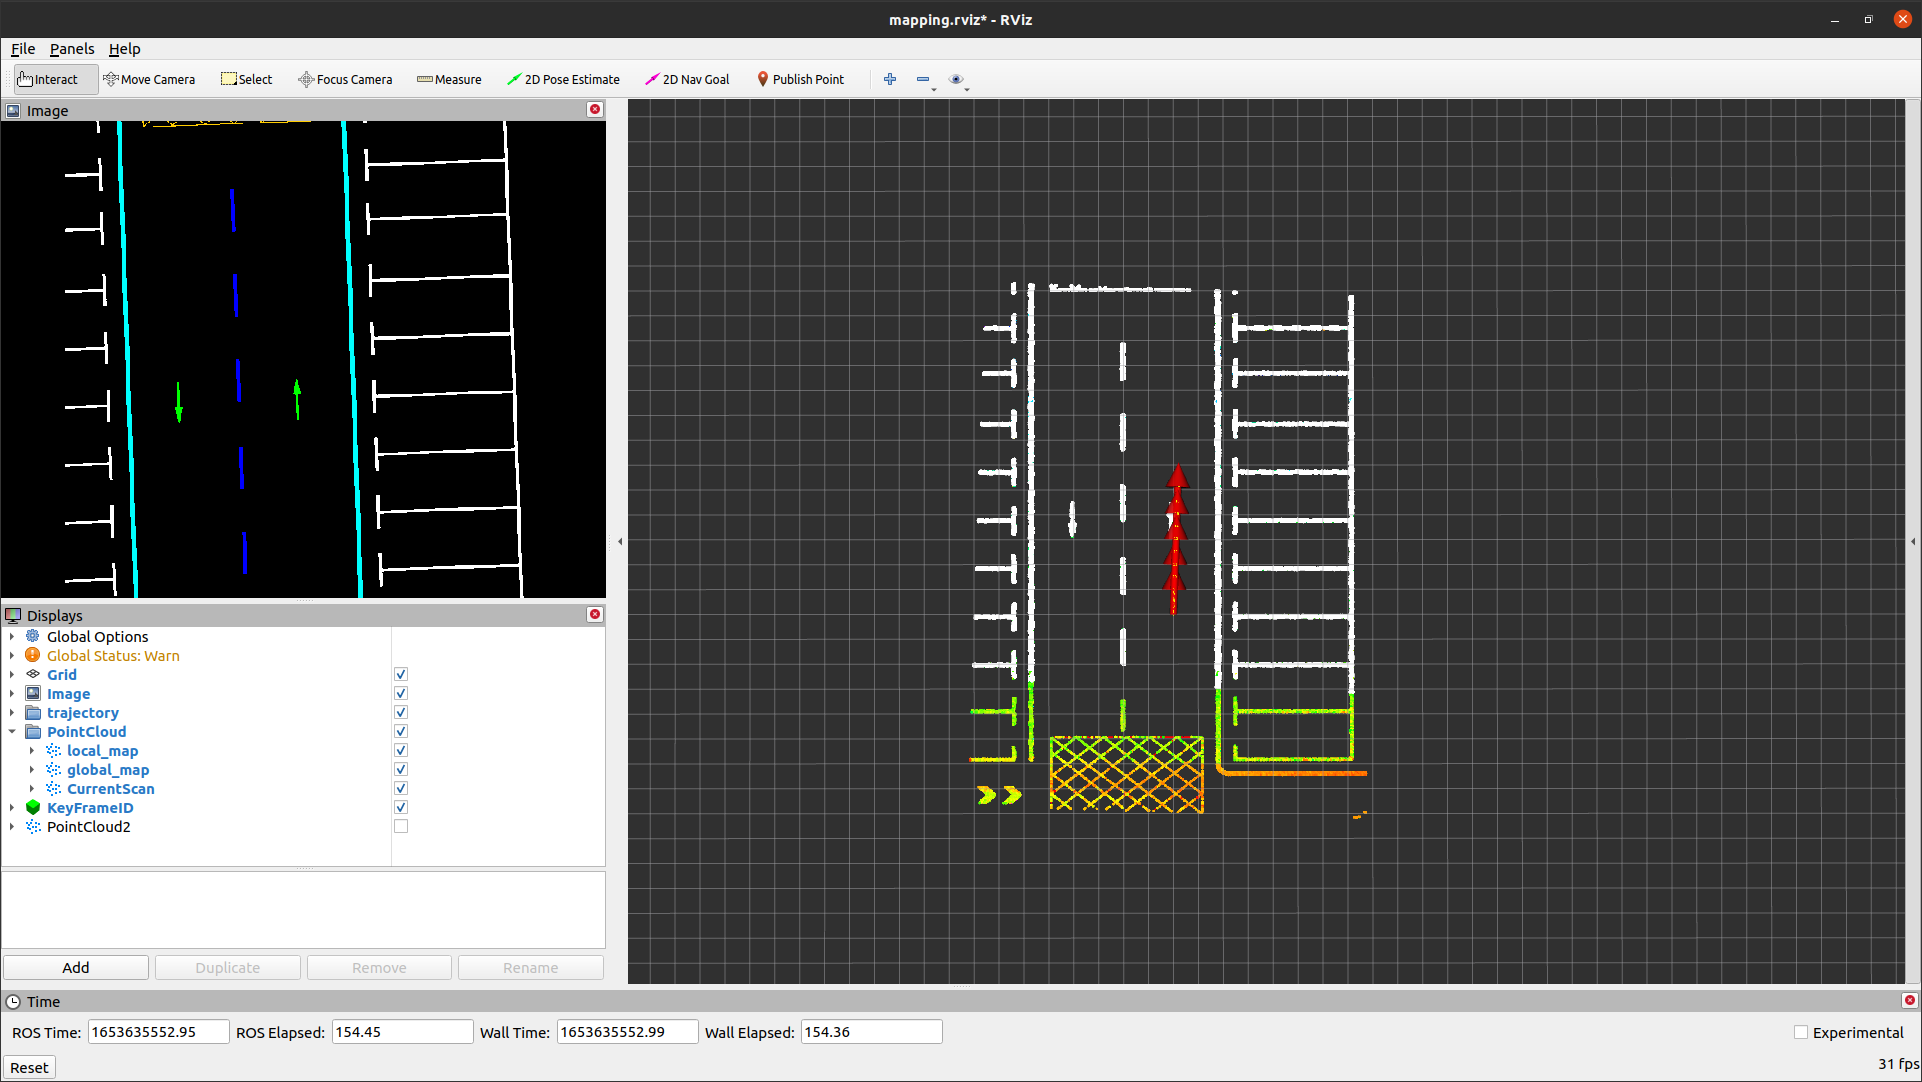 mapping.rviz* - RViz
File Panels Help
Interact Move Camera Select Focus Camera Measure 2D Pose Estimate 2D Nav Goal Publish Point
Image
Displays
Global Options
Global Status: Warn
Grid
Image
trajectory
PointCloud
local_map
global_map
CurrentScan
KeyFrameID
PointCloud2
Add Duplicate Remove Rename
Time
ROS Time: 1653635552.95 ROS Elapsed: 154.45 Wall Time: 1653635552.99 Wall Elapsed: 154.36 Experimental
Reset 31 fps